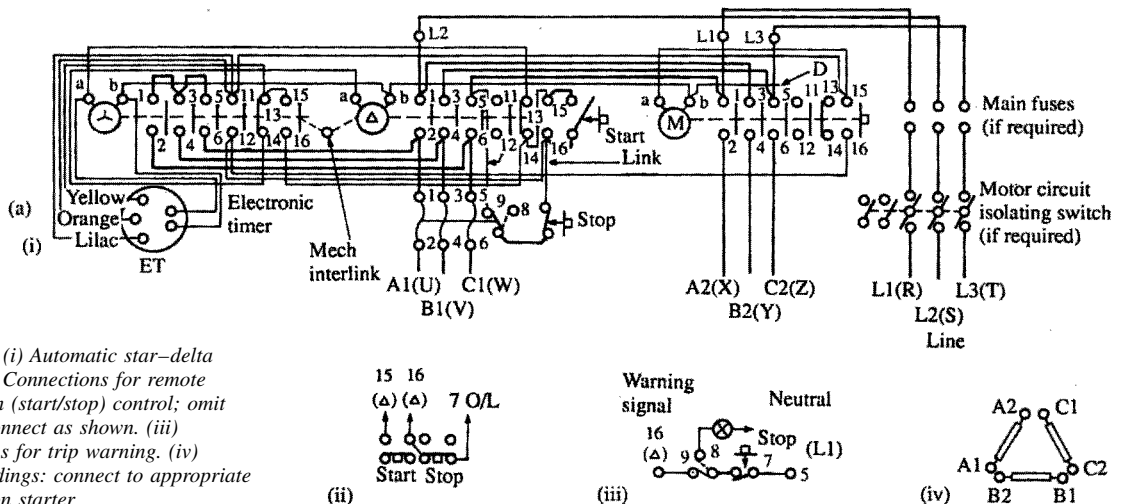 L2
L1
L3
D
a
b
1
3
5
11
15
a
b
1
3
5
11
15
a
b
1
3
5
11
13
15
13
13
2
4
6
12
14
16
2
4
6
12
14
16
2
4
6
12
14
16
Start
Link
M
Main fuses
(if required)
Yellow
Orange
Lilac
ET
Electronic
timer
Mech
interlink
1
3
5
9
8
2
4
6
Stop
Motor circuit
isolating switch
(if required)
(a)
(i)
A1(U)
C1(W)
B1(V)
A2(X)
C2(Z)
B2(Y)
L1(R)
L3(T)
L2(S)
Line
(i) Automatic star–delta
Connections for remote
(start/stop) control; omit
nnect as shown. (iii)
s for trip warning. (iv)
dings: connect to appropriate
n starter
15 16
(Δ) (Δ) 7 O/L
Start Stop
(ii)
Warning
signal
Neutral
16
(Δ)
9
8
Stop
(L1)
7
5
(iii)
A2
C1
A1
C2
B2
B1
(iv)